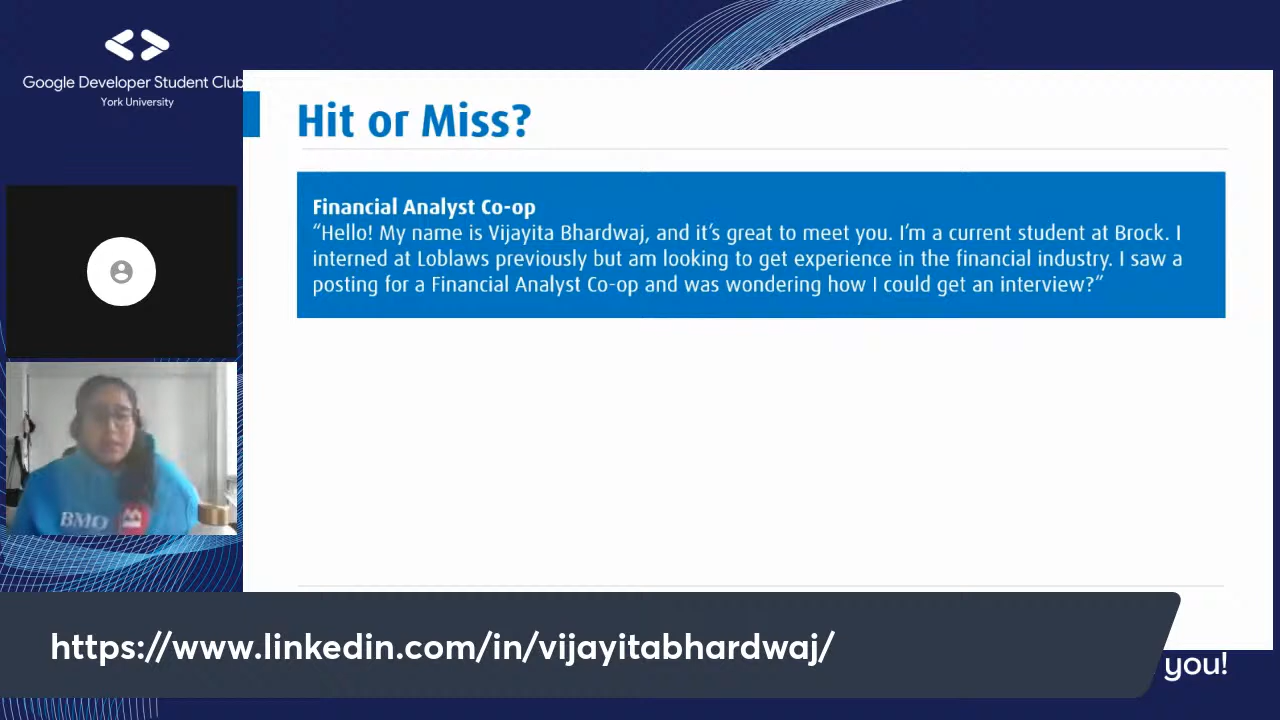 Google Developer Student Club
York University
Hit or Miss?
Financial Analyst Co-op
“Hello! My name is Vijayita Bhardwaj, and it’s great to meet you. I’m a current student at Brock. I
interned at Loblaws previously but am looking to get experience in the financial industry. I saw a
posting for a Financial Analyst Co-op and was wondering how I could get an interview?”
BMO
https://www.linkedin.com/in/vijayitabhardwaj/
you!